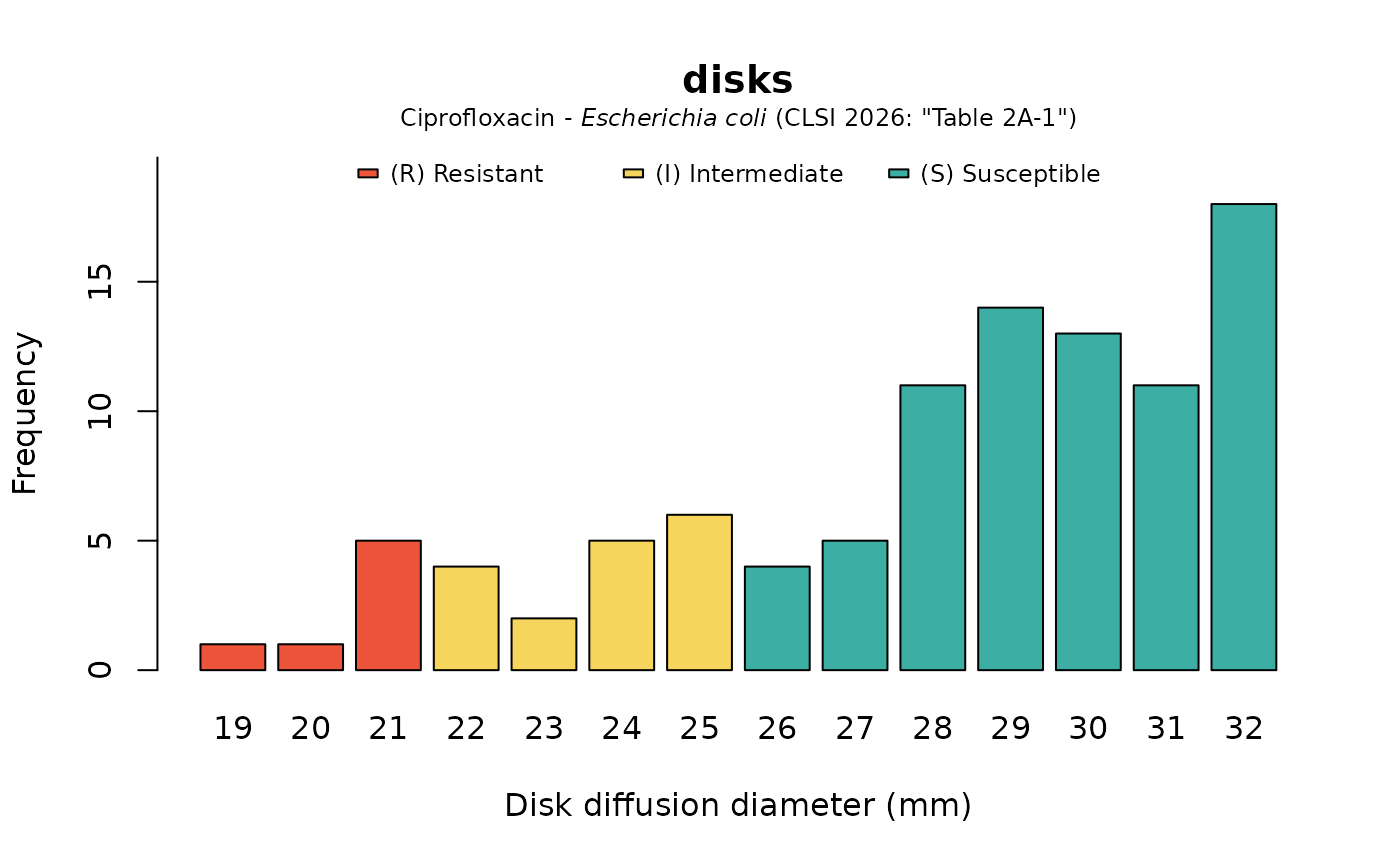 disks
Ciprofloxacin - Escherichia coli (CLSI 2026: "Table 2A-1")
(R) Resistant (I) Intermediate (S) Susceptible
Frequency
15
10
5
0
19 20 21 22 23 24 25 26 27 28 29 30 31 32
Disk diffusion diameter (mm)